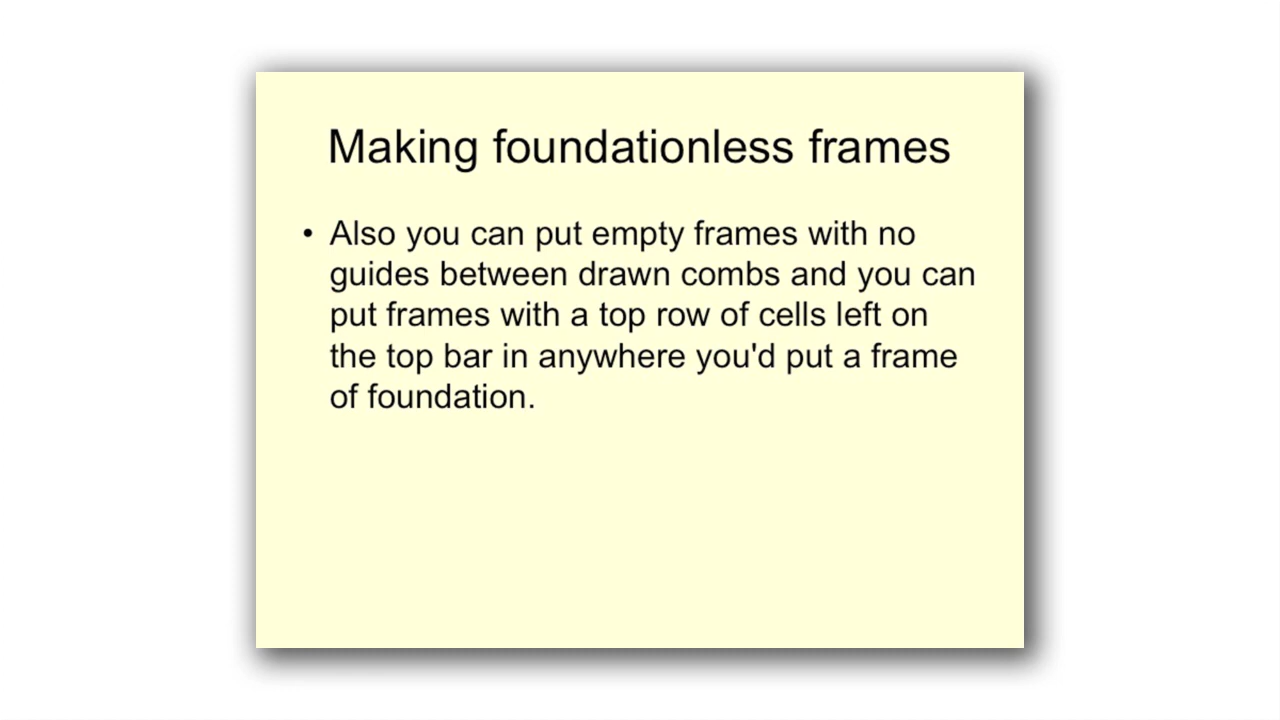 Making foundationless frames
• Also you can put empty frames with no
guides between drawn combs and you can
put frames with a top row of cells left on
the top bar in anywhere you'd put a frame
of foundation.